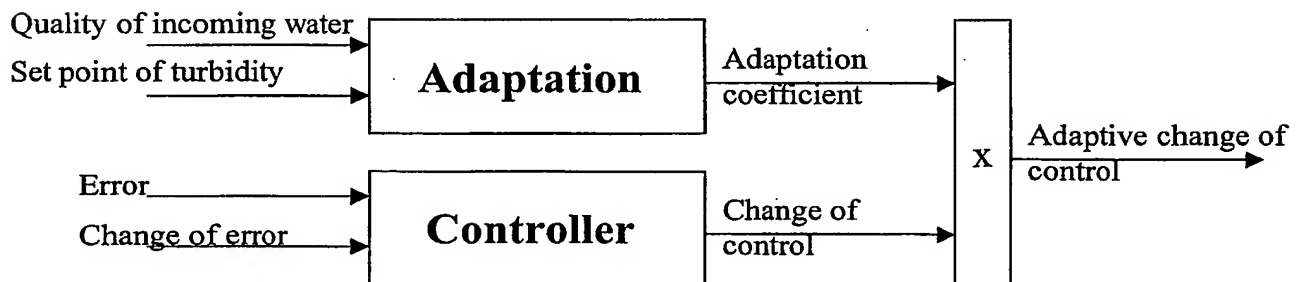 Quality of incoming water
Set point of turbidity
Adaptation
Adaptation
coefficient
X
Adaptive change of
control
Error
Change of error
Controller
Change of
control